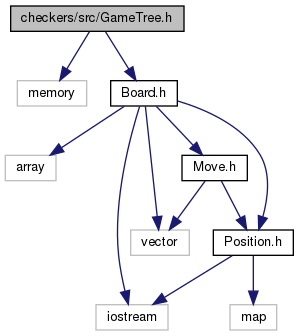 checkers/src/GameTree.h
memory
Board.h
array
Move.h
vector
Position.h
iostream
map